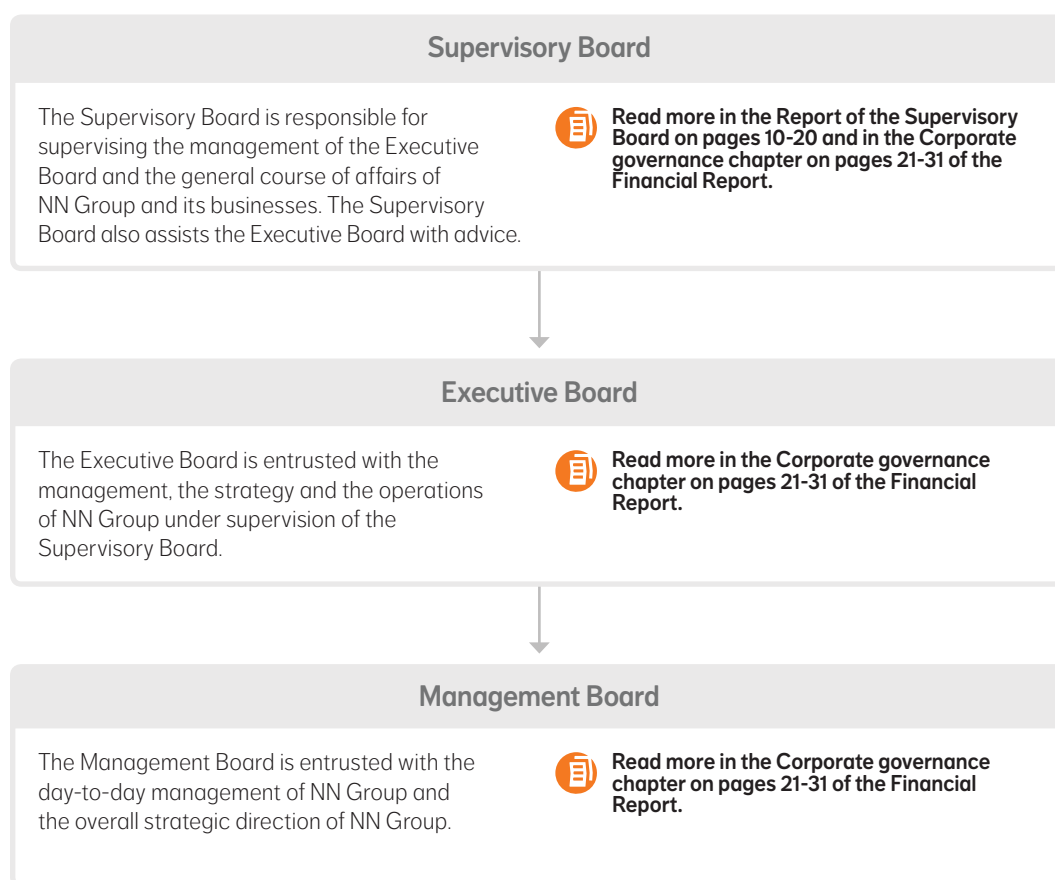 Supervisory Board
The Supervisory Board is responsible for
supervising the management of the Executive
Board and the general course of affairs of
NN Group and its businesses. The Supervisory
Board also assists the Executive Board with advice.
Read more in the Report of the Supervisory
Board on pages 10-20 and in the Corporate
governance chapter on pages 21-31 of the
Financial Report.
Executive Board
The Executive Board is entrusted with the
management, the strategy and the operations
of NN Group under supervision of the
Supervisory Board.
Read more in the Corporate governance
chapter on pages 21-31 of the Financial
Report.
Management Board
The Management Board is entrusted with the
day-to-day management of NN Group and
the overall strategic direction of NN Group.
Read more in the Corporate governance
chapter on pages 21-31 of the Financial
Report.